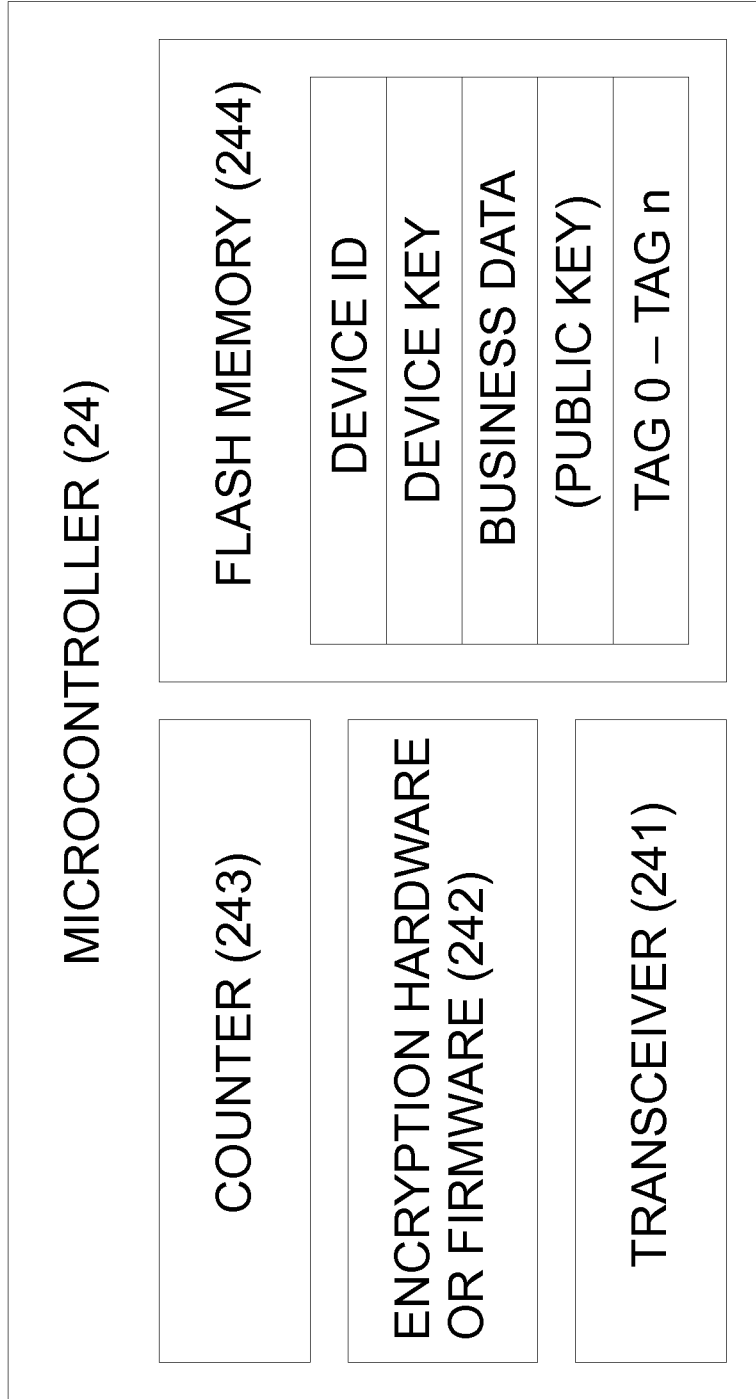 MICROCONTROLLER (24)
COUNTER (243)
ENCRYPTION HARDWARE
OR FIRMWARE (242)
TRANSCEIVER (241)
FLASH MEMORY (244)
DEVICE ID
DEVICE KEY
BUSINESS DATA
(PUBLIC KEY)
TAG 0 – TAG n